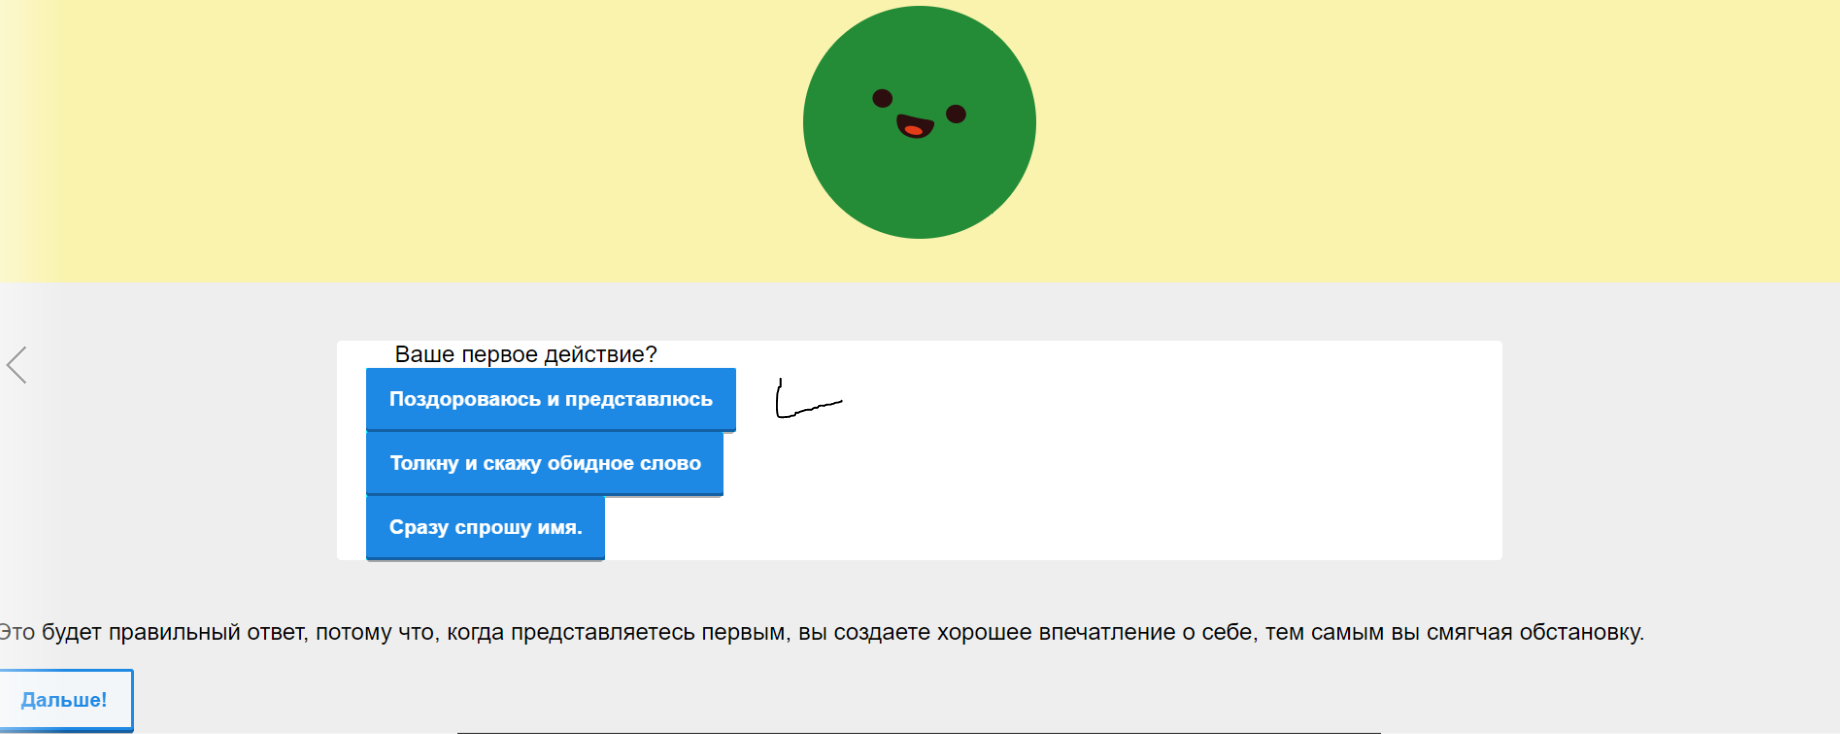 Ваше первое действие?
Поздороваюсь и представлюсь
Толкну и скажу обидное слово
Сразу спрошу имя.
Это будет правильный ответ, потому что, когда представляетесь первым, вы создаете хорошее впечатление о себе, тем самым вы смягчая обстановку.
Дальше!